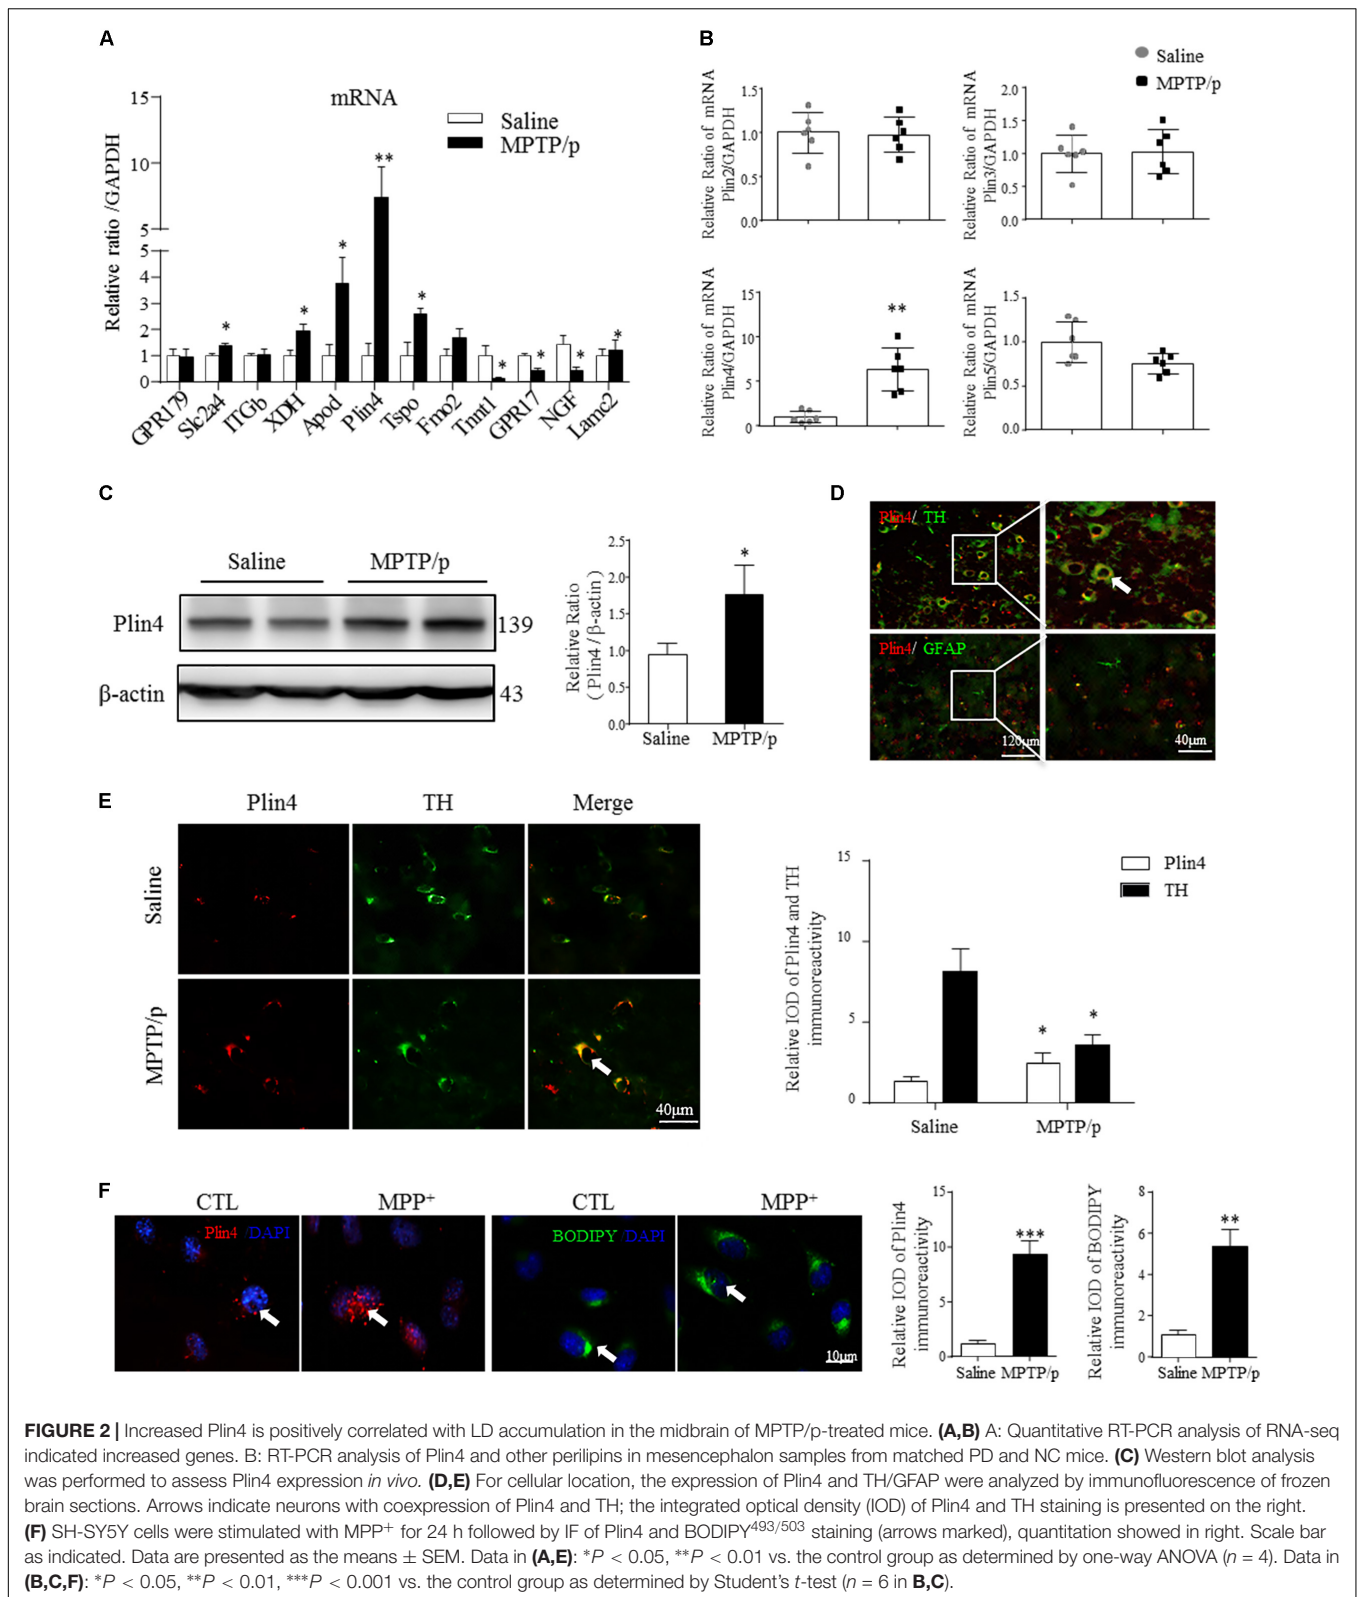 A
mRNA
Saline
MPTP/p
Relative ratio /GAPDH
15
10
5
5
4
3
2
1
0
*
*
*
**
*
*
*
*
*
GPR179
Slc2a4
ITGb
XDH
Apod
Plin4
Tspo
Fmo2
Tnnt1
GPR17
NGF
Lamc2
B
Saline
MPTP/p
Relative Ratio of mRNA
Plin2/GAPDH
1.5
1.0
0.5
0.0
Relative Ratio of mRNA
Plin3/GAPDH
2.0
1.5
1.0
0.5
0.0
Relative Ratio of mRNA
Plin4/GAPDH
15
10
5
0
**
Relative Ratio of mRNA
Plin5/GAPDH
1.5
1.0
0.5
0.0
C
Saline
MPTP/p
Plin4
139
β-actin
43
Relative Ratio
( Plin4 / β-actin )
2.5
2.0
1.5
1.0
0.5
0.0
*
Saline
MPTP/p
D
Plin4/ TH
Plin4/ GFAP
120μm
40μm
E
Plin4
TH
Merge
Saline
MPTP/p
40μm
Relative IOD of Plin4 and TH
immunoreactivity
15
10
5
0
Plin4
TH
*
*
Saline
MPTP/p
F
CTL
MPP+
CTL
MPP+
Plin4 /DAPI
BODIPY /DAPI
10μm
Relative IOD of Plin4
immunoreactivity
15
10
5
0
***
Saline MPTP/p
Relative IOD of BODIPY
immunoreactivity
8
6
4
2
0
**
Saline MPTP/p
FIGURE 2 | Increased Plin4 is positively correlated with LD accumulation in the midbrain of MPTP/p-treated mice. (A,B) A: Quantitative RT-PCR analysis of RNA-seq
indicated increased genes. B: RT-PCR analysis of Plin4 and other perilipins in mesencephalon samples from matched PD and NC mice. (C) Western blot analysis
was performed to assess Plin4 expression in vivo. (D,E) For cellular location, the expression of Plin4 and TH/GFAP were analyzed by immunofluorescence of frozen
brain sections. Arrows indicate neurons with coexpression of Plin4 and TH; the integrated optical density (IOD) of Plin4 and TH staining is presented on the right.
(F) SH-SY5Y cells were stimulated with MPP+ for 24 h followed by IF of Plin4 and BODIPY493/503 staining (arrows marked), quantitation showed in right. Scale bar
as indicated. Data are presented as the means ± SEM. Data in (A,E): *P < 0.05, **P < 0.01 vs. the control group as determined by one-way ANOVA (n = 4). Data in
(B,C,F): *P < 0.05, **P < 0.01, ***P < 0.001 vs. the control group as determined by Student's t-test (n = 6 in B,C).